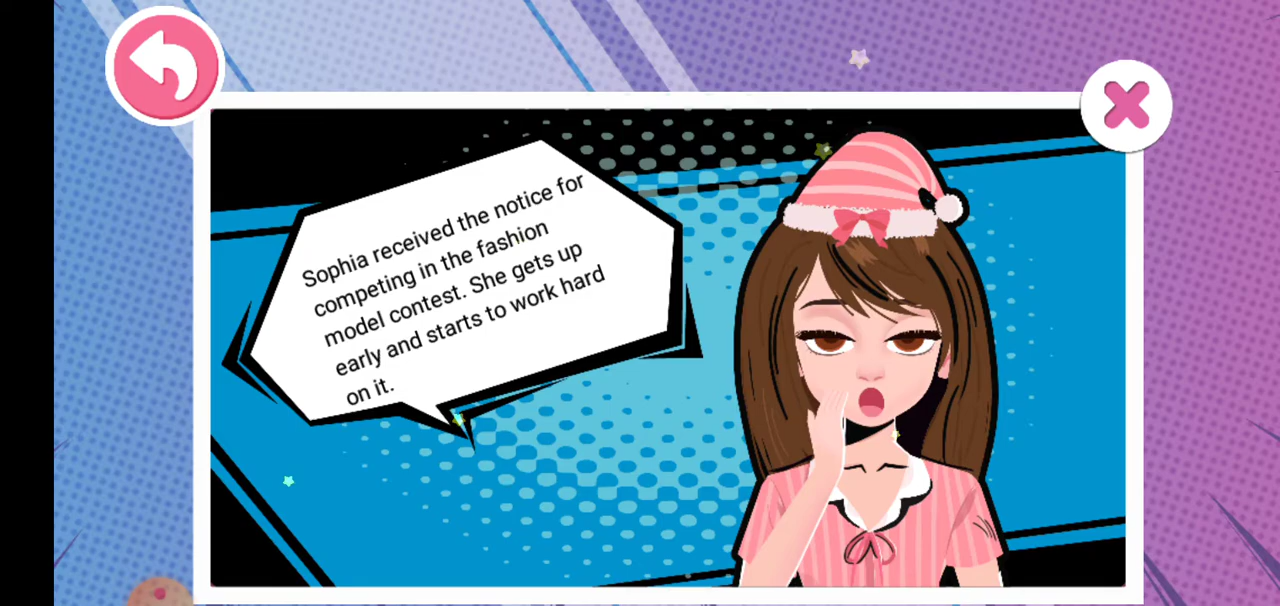 Sophia received the notice for
competing in the fashion
model contest. She gets up
early and starts to work hard
on it.